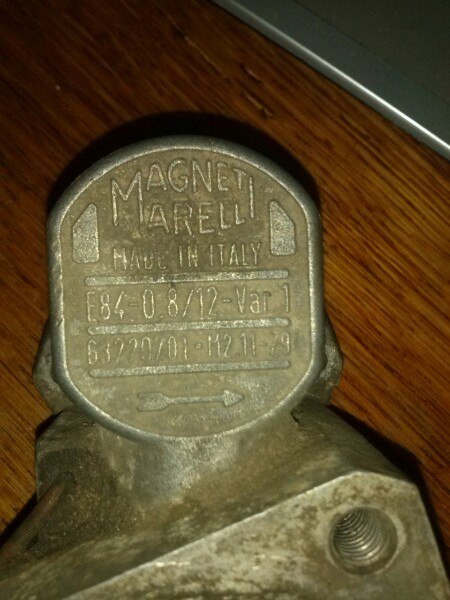 MAGNETI
MARELLI
MADE IN ITALY
E84-0,8/12-Var 1
63220701·M2.11-79